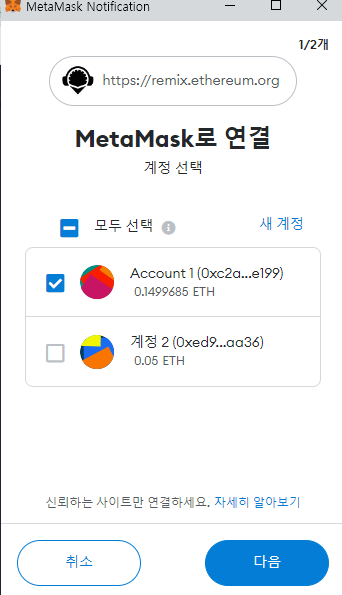 MetaMask Notification
1/2개
https://remix.ethereum.org
MetaMask로 연결
계정 선택
모두 선택
새 계정
Account 1 (0xc2a...e199)
0.1499685 ETH
계정 2 (0xed9...aa36)
0.05 ETH
신뢰하는 사이트만 연결하세요. 자세히 알아보기
취소
다음